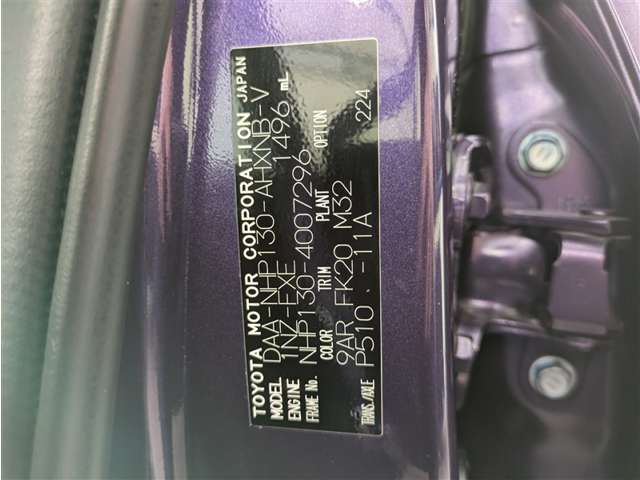 TOYOTA MOTOR CORPORATION JAPAN
MODEL DAA-NHP130-AHXNB-V
ENGINE 1NZ-FXE 1496 mL
FRAME No. NHP130-4007296
COLOR TRIM PLANT OPTION
9AR FK20 M32 224
TRANS/AXLE P510 . -11A